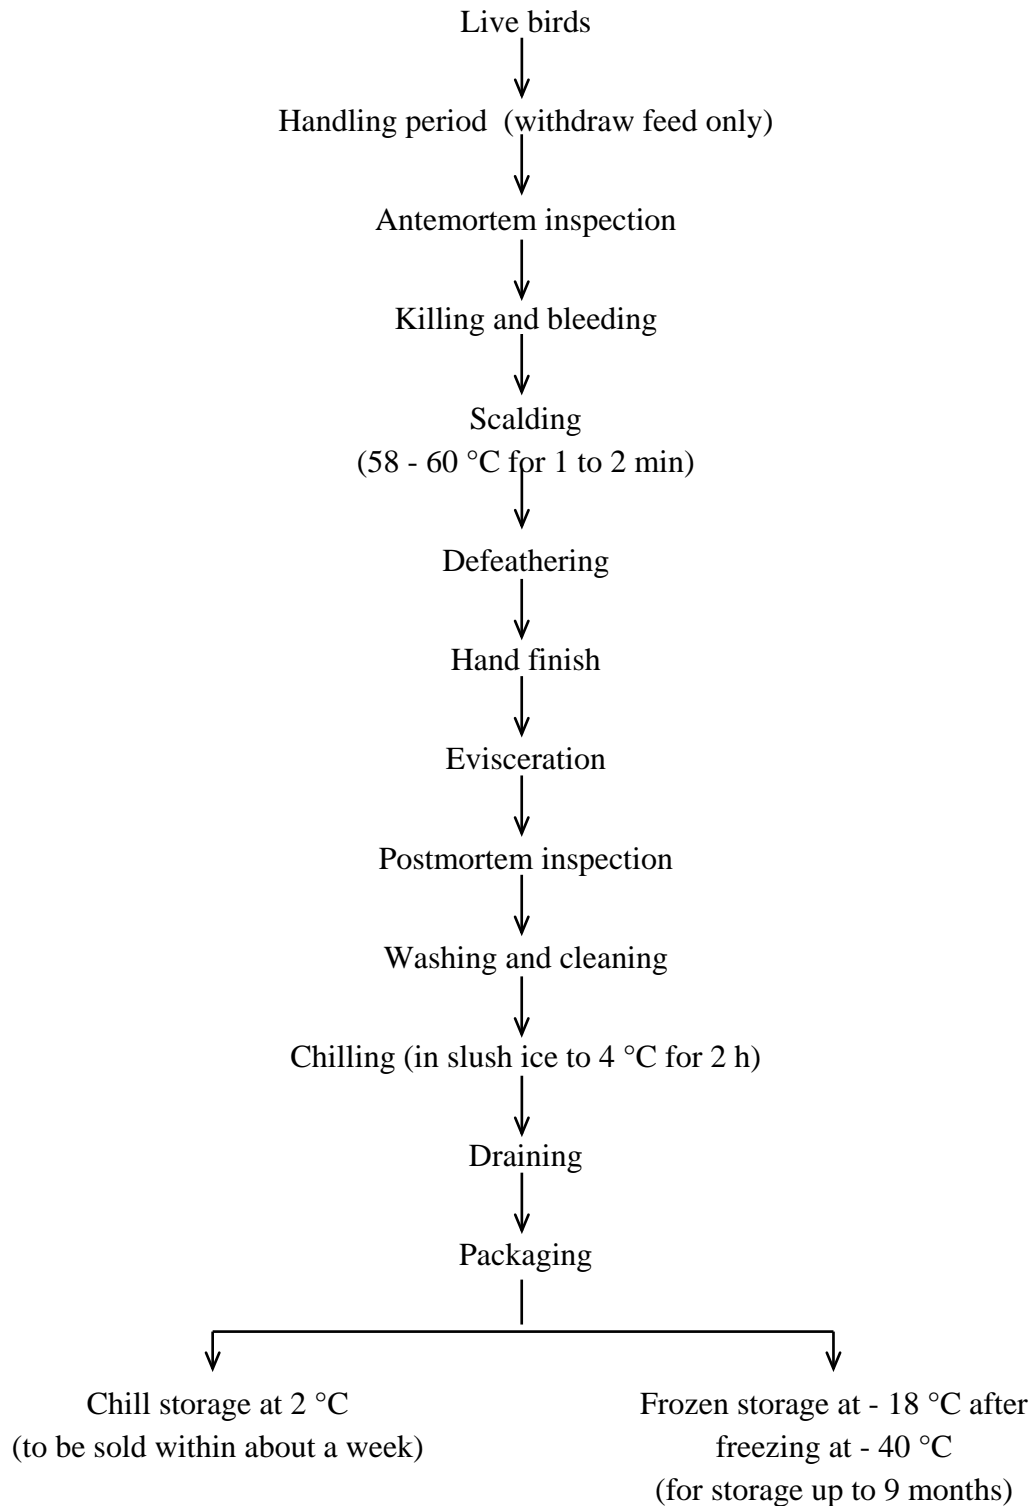 Live birds
Handling period (withdraw feed only)
Antemortem inspection
Killing and bleeding
Scalding
(58 - 60 °C for 1 to 2 min)
Defeathering
Hand finish
Evisceration
Postmortem inspection
Washing and cleaning
Chilling (in slush ice to 4 °C for 2 h)
Draining
Packaging
Chill storage at 2 °C
(to be sold within about a week)
Frozen storage at - 18 °C after
freezing at - 40 °C
(for storage up to 9 months)